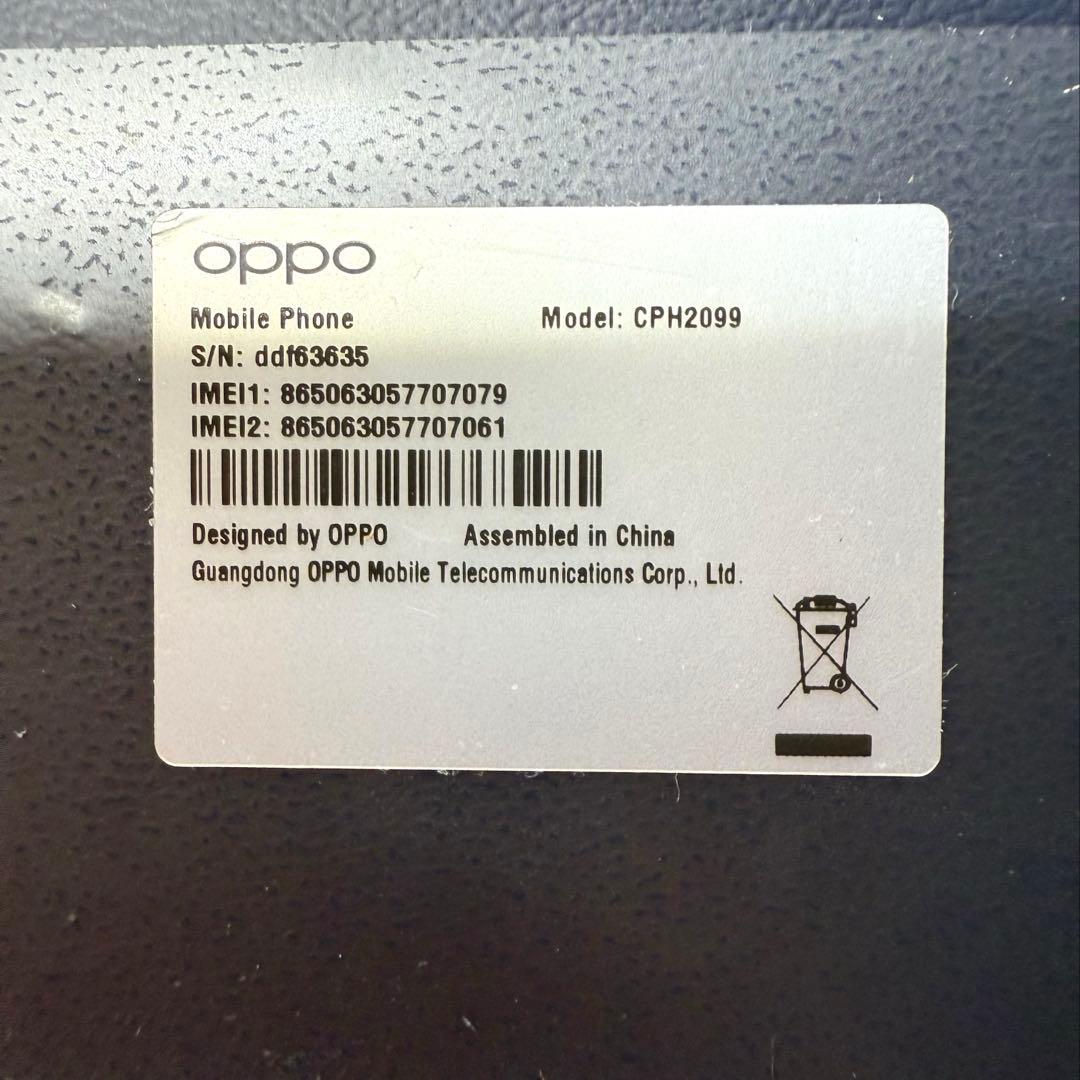 oppo
Mobile Phone Model: CPH2099
S/N: ddf63635
IMEI1: 865063057707079
IMEI2: 865063057707061
Designed by OPPO Assembled in China
Guangdong OPPO Mobile Telecommunications Corp., Ltd.